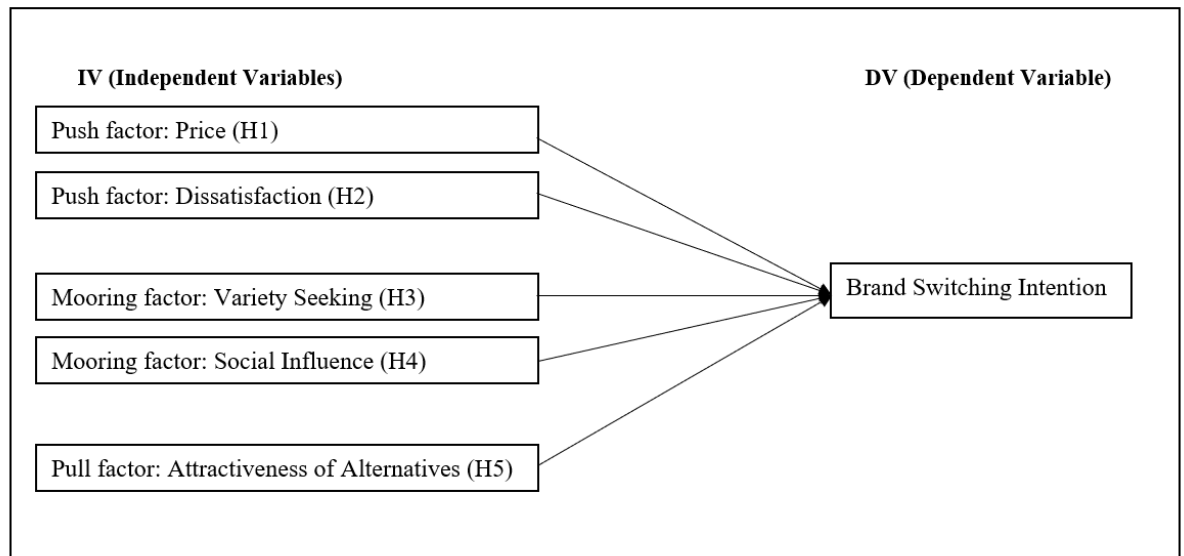 IV (Independent Variables)
DV (Dependent Variable)
Push factor: Price (H1)
Push factor: Dissatisfaction (H2)
Mooring factor: Variety Seeking (H3)
Brand Switching Intention
Mooring factor: Social Influence (H4)
Pull factor: Attractiveness of Alternatives (H5)